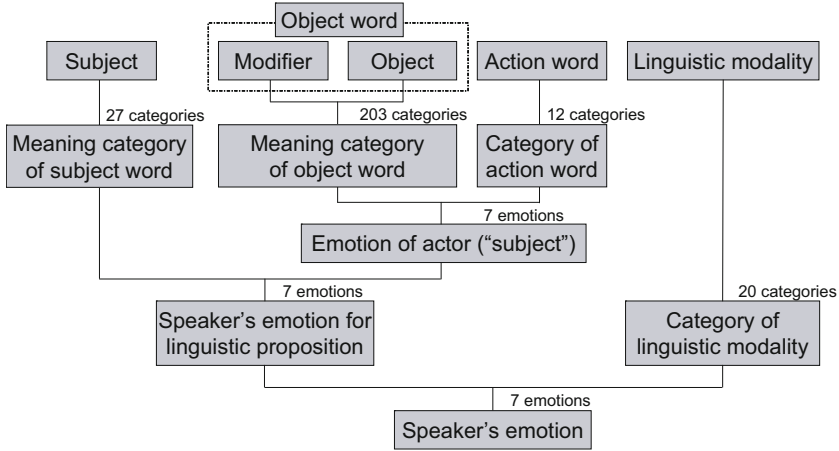 Object word
Subject
Modifier
Object
Action word
Linguistic modality
27 categories
203 categories
12 categories
Meaning category
of subject word
Meaning category
of object word
Category of
action word
7 emotions
Emotion of actor (“subject”)
7 emotions
20 categories
Speaker’s emotion for
linguistic proposition
Category of
linguistic modality
7 emotions
Speaker’s emotion